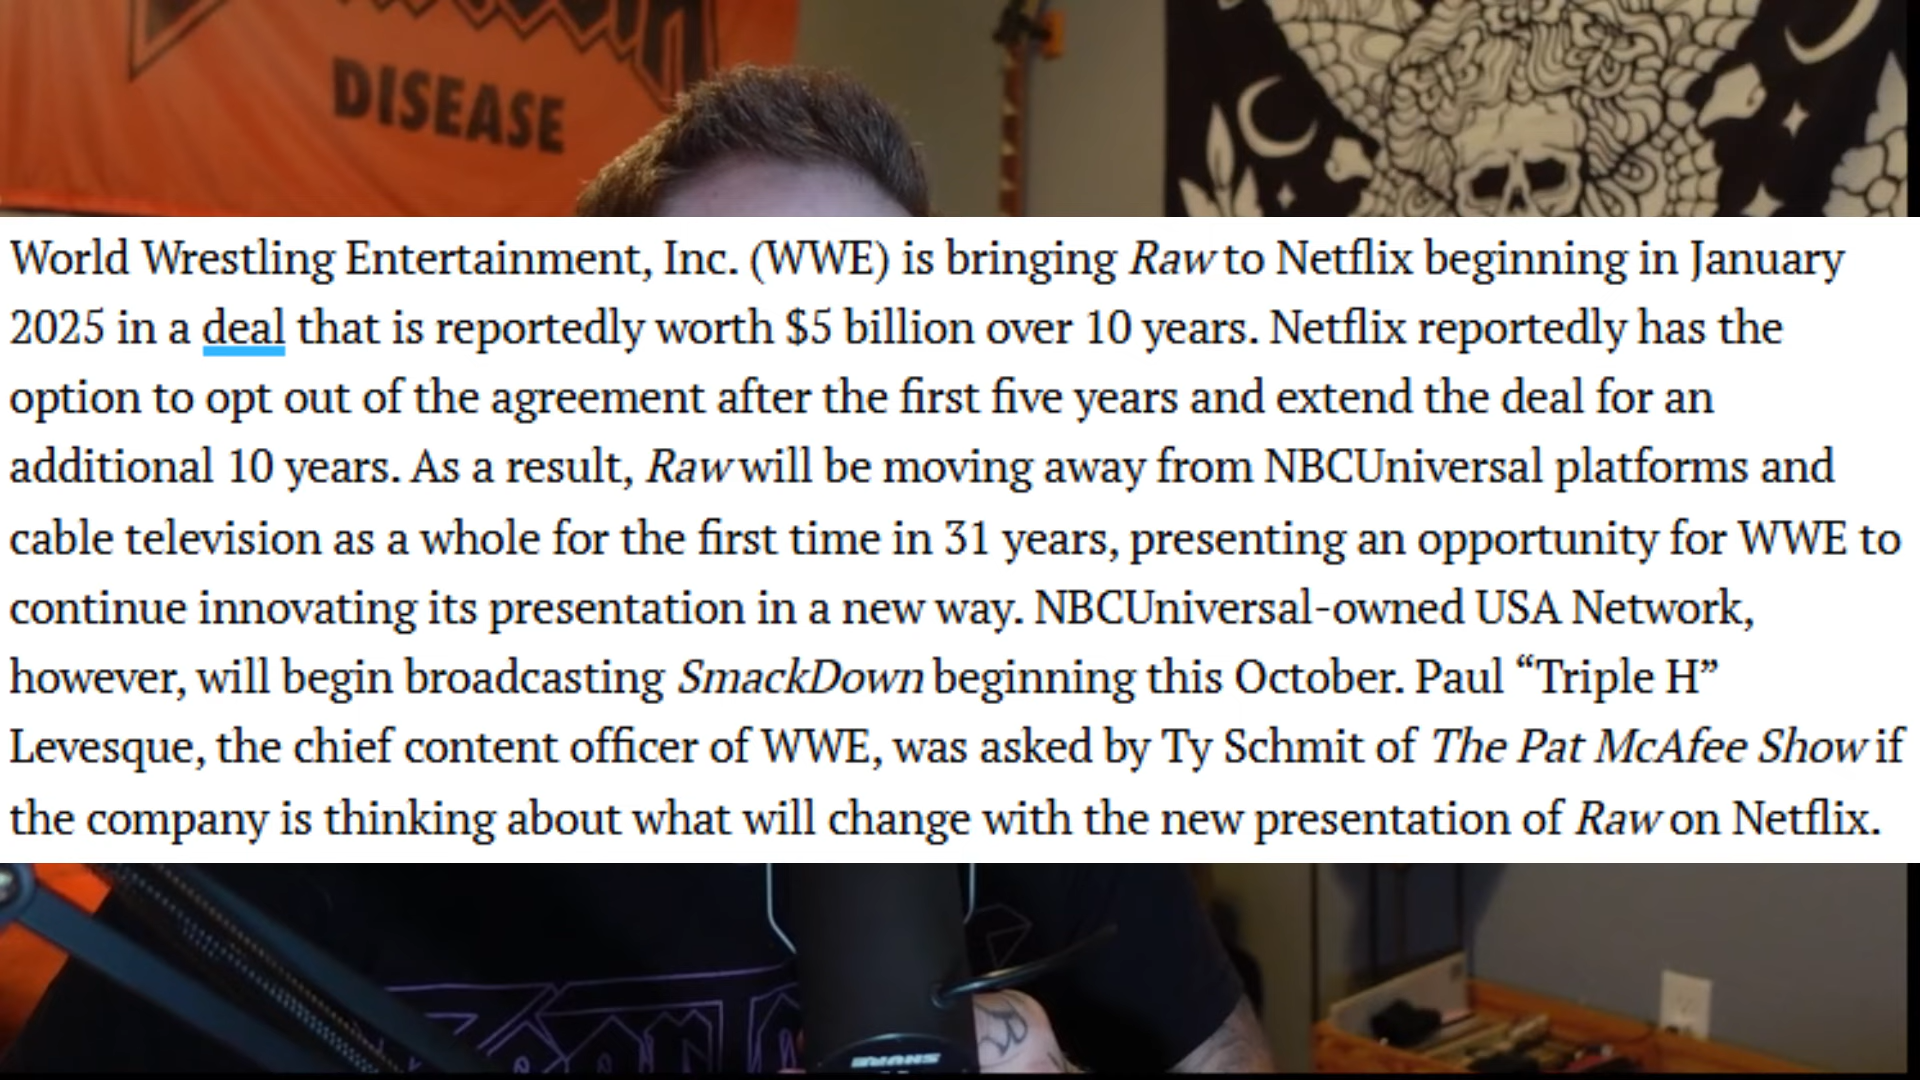 DISEASE
World Wrestling Entertainment, Inc. (WWE) is bringing Raw to Netflix beginning in January
2025 in a deal that is reportedly worth $5 billion over 10 years. Netflix reportedly has the
option to opt out of the agreement after the first five years and extend the deal for an
additional 10 years. As a result, Raw will be moving away from NBCUniversal platforms and
cable television as a whole for the first time in 31 years, presenting an opportunity for WWE to
continue innovating its presentation in a new way. NBCUniversal-owned USA Network,
however, will begin broadcasting SmackDown beginning this October. Paul “Triple H”
Levesque, the chief content officer of WWE, was asked by Ty Schmit of The Pat McAfee Show if
the company is thinking about what will change with the new presentation of Raw on Netflix.
SHURE